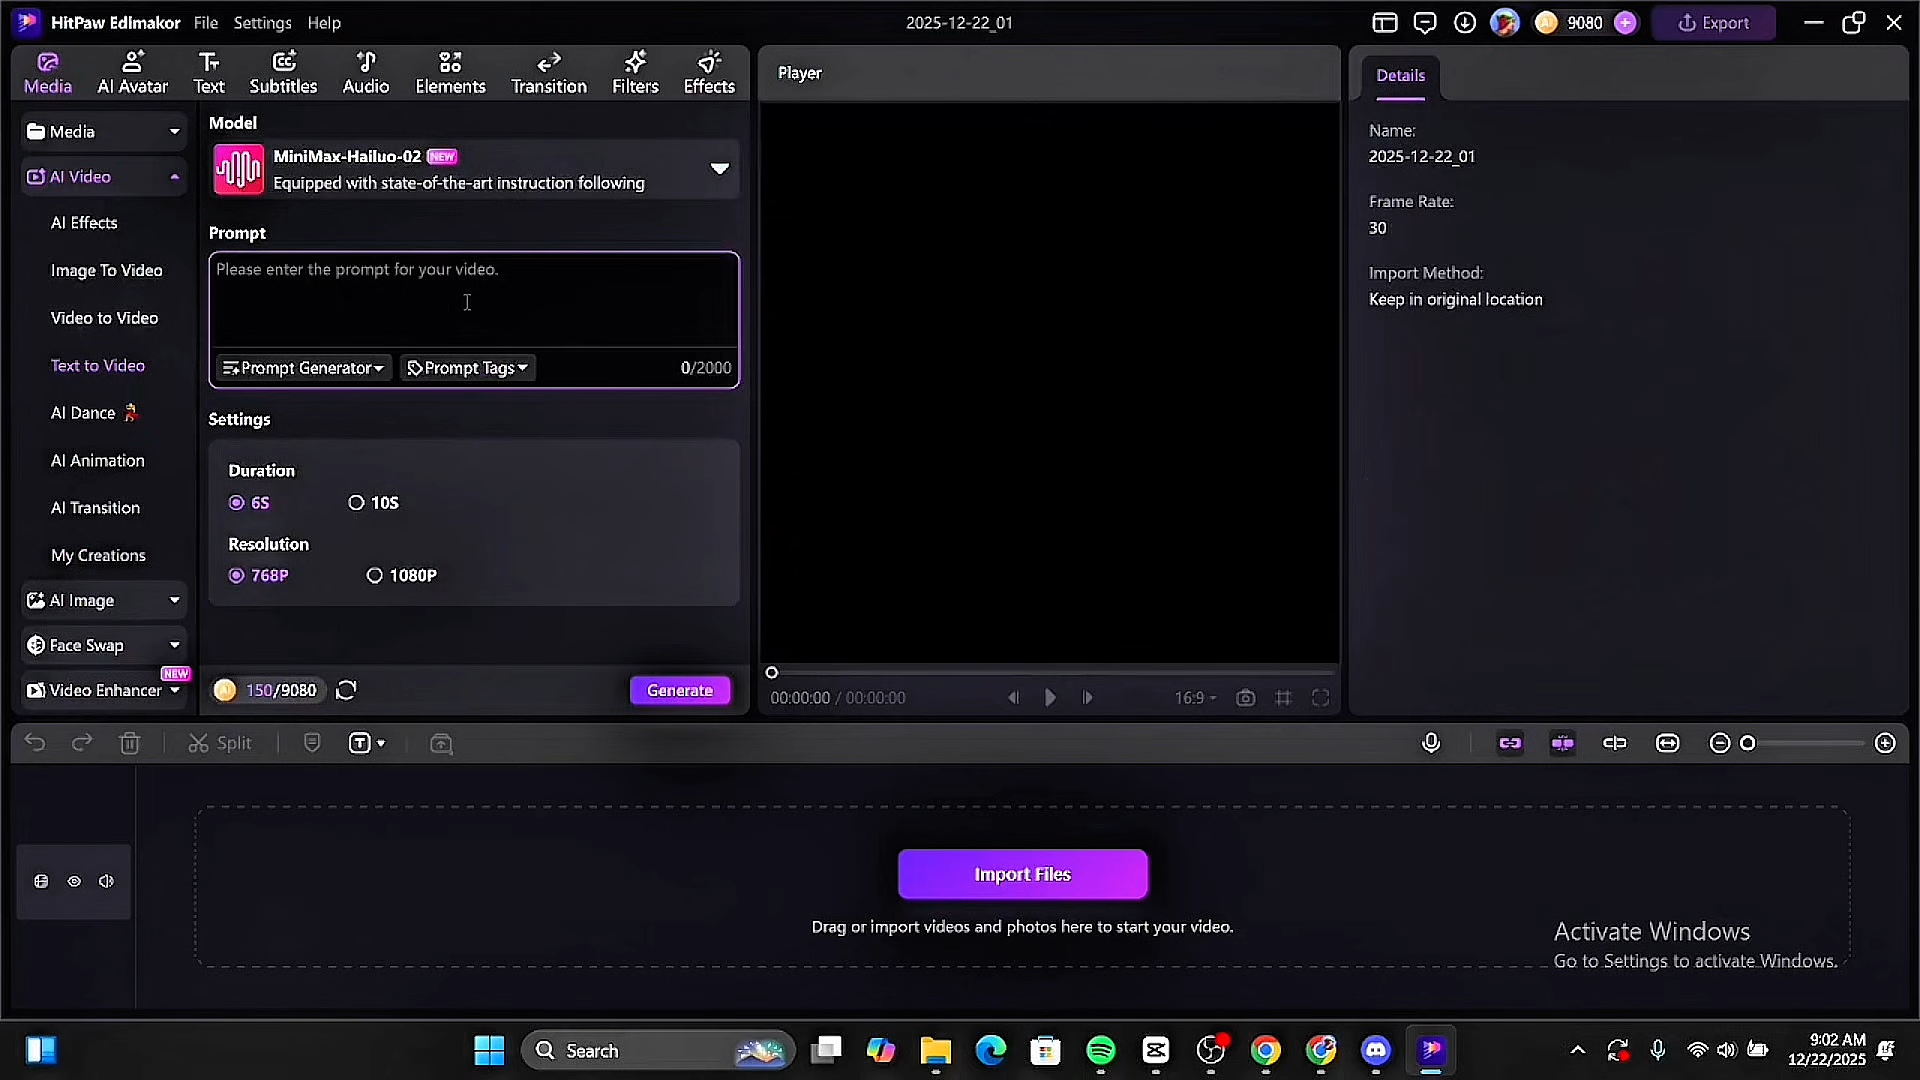 HitPaw Edimakor File Settings Help
2025-12-22_01
9080
Export
Media
AI Avatar
Text
Subtitles
Audio
Elements
Transition
Filters
Effects
Media
AI Video
AI Effects
Image To Video
Video to Video
Text to Video
AI Dance
AI Animation
AI Transition
My Creations
AI Image
Face Swap
NEW
Video Enhancer
Model
MiniMax-Hailuo-02 NEW
Equipped with state-of-the-art instruction following
Prompt
Please enter the prompt for your video.
Prompt Generator
Prompt Tags
0/2000
Settings
Duration
6S
10S
Resolution
768P
1080P
150/9080
Generate
Player
00:00:00 / 00:00:00
16:9
Details
Name:
2025-12-22_01
Frame Rate:
30
Import Method:
Keep in original location
Split
Import Files
Drag or import videos and photos here to start your video.
Activate Windows
Go to Settings to activate Windows.
Search
9:02 AM
12/22/2025